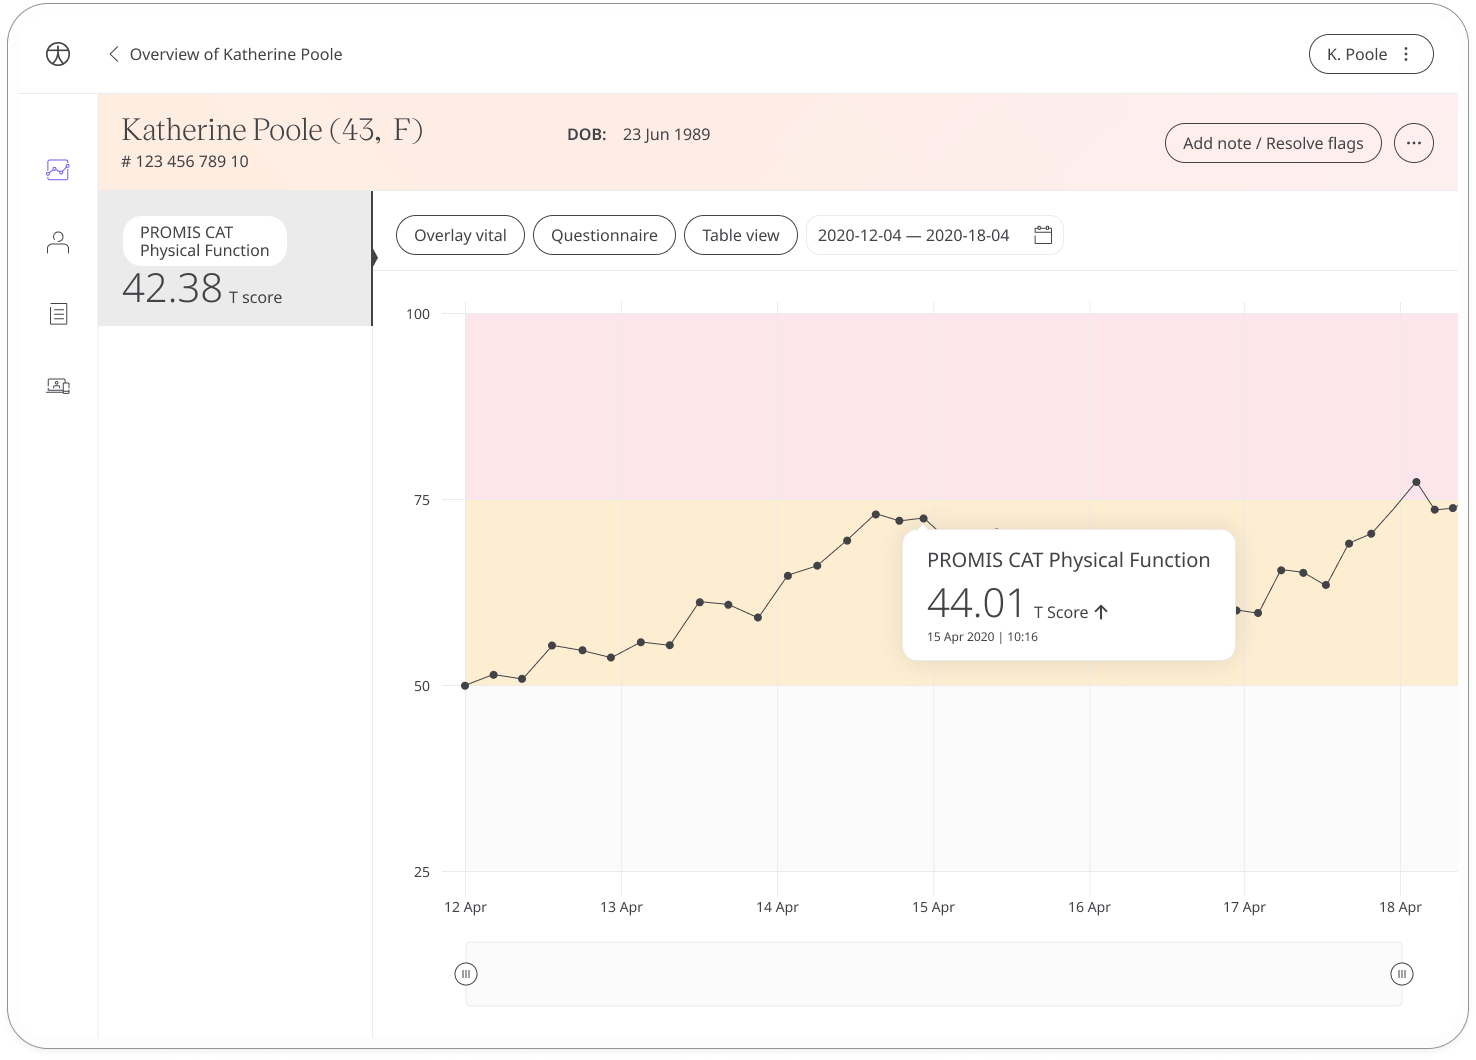 Overview of Katherine Poole
K. Poole
Katherine Poole (43, F)
# 123 456 789 10
DOB: 23 Jun 1989
Add note / Resolve flags
PROMIS CAT
Physical Function
42.38 T score
Overlay vital
Questionnaire
Table view
2020-12-04 — 2020-18-04
100
75
50
25
PROMIS CAT Physical Function
44.01 T Score
15 Apr 2020 | 10:16
12 Apr
13 Apr
14 Apr
15 Apr
16 Apr
17 Apr
18 Apr